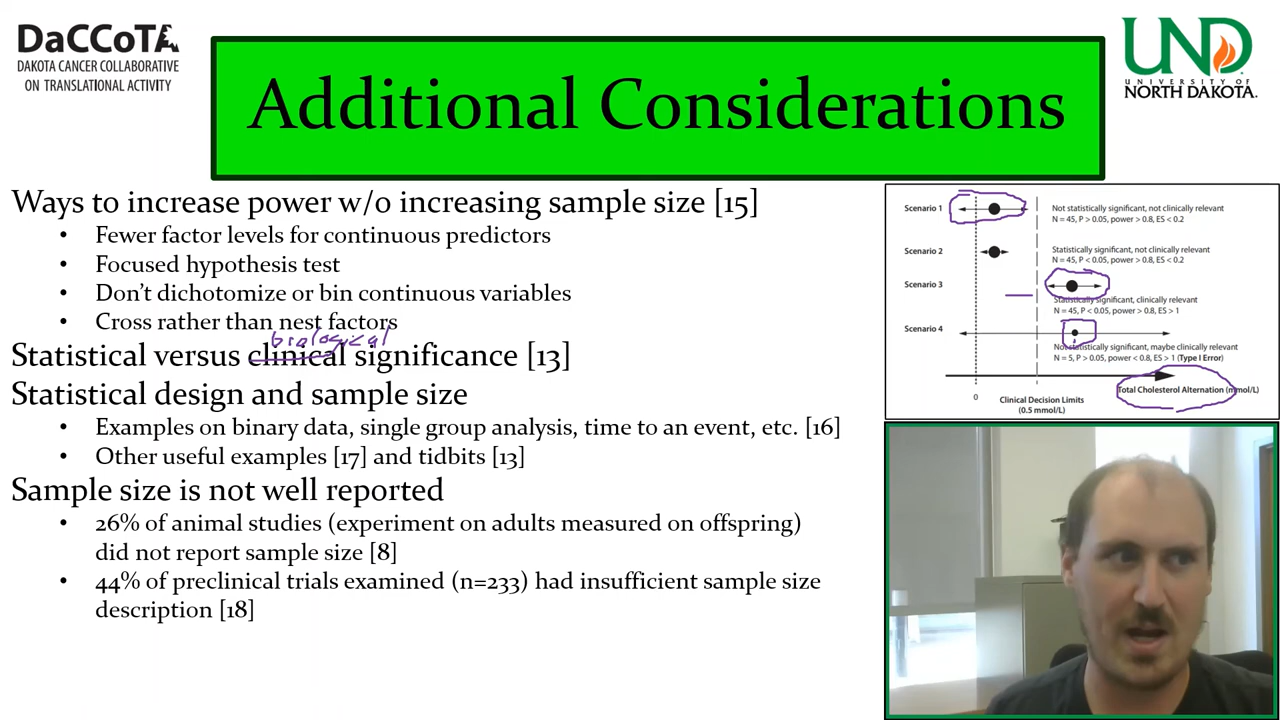 DaCCoTA
DAKOTA CANCER COLLABORATIVE
ON TRANSLATIONAL ACTIVITY
Additional Considerations
UND
UNIVERSITY OF
NORTH DAKOTA.
Ways to increase power w/o increasing sample size [15]
• Fewer factor levels for continuous predictors
• Focused hypothesis test
• Don't dichotomize or bin continuous variables
• Cross rather than nest factors
biological
Statistical versus clinical significance [13]
Statistical design and sample size
• Examples on binary data, single group analysis, time to an event, etc. [16]
• Other useful examples [17] and tidbits [13]
Sample size is not well reported
• 26% of animal studies (experiment on adults measured on offspring)
did not report sample size [8]
• 44% of preclinical trials examined (n=233) had insufficient sample size
description [18]
Scenario 1
Not statistically significant, not clinically relevant
N = 45, P > 0.05, power > 0.8, ES < 0.2
Scenario 2
Statistically significant, not clinically relevant
N = 45, P < 0.05, power > 0.8, ES < 0.2
Scenario 3
Statistically significant, clinically relevant
N = 45, P < 0.05, power > 0.8, ES > 1
Scenario 4
Not statistically significant, maybe clinically relevant
N = 5, P > 0.05, power < 0.8, ES > 1 (Type I Error)
Total Cholesterol Alternation (mmol/L)
0
Clinical Decision Limits
(0.5 mmol/L)